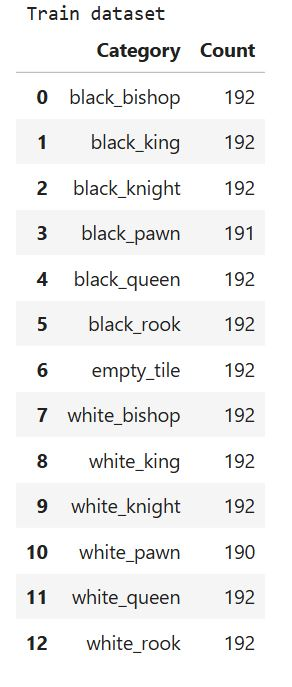 Train dataset
Category Count
0 black_bishop 192
1 black_king 192
2 black_knight 192
3 black_pawn 191
4 black_queen 192
5 black_rook 192
6 empty_tile 192
7 white_bishop 192
8 white_king 192
9 white_knight 192
10 white_pawn 190
11 white_queen 192
12 white_rook 192